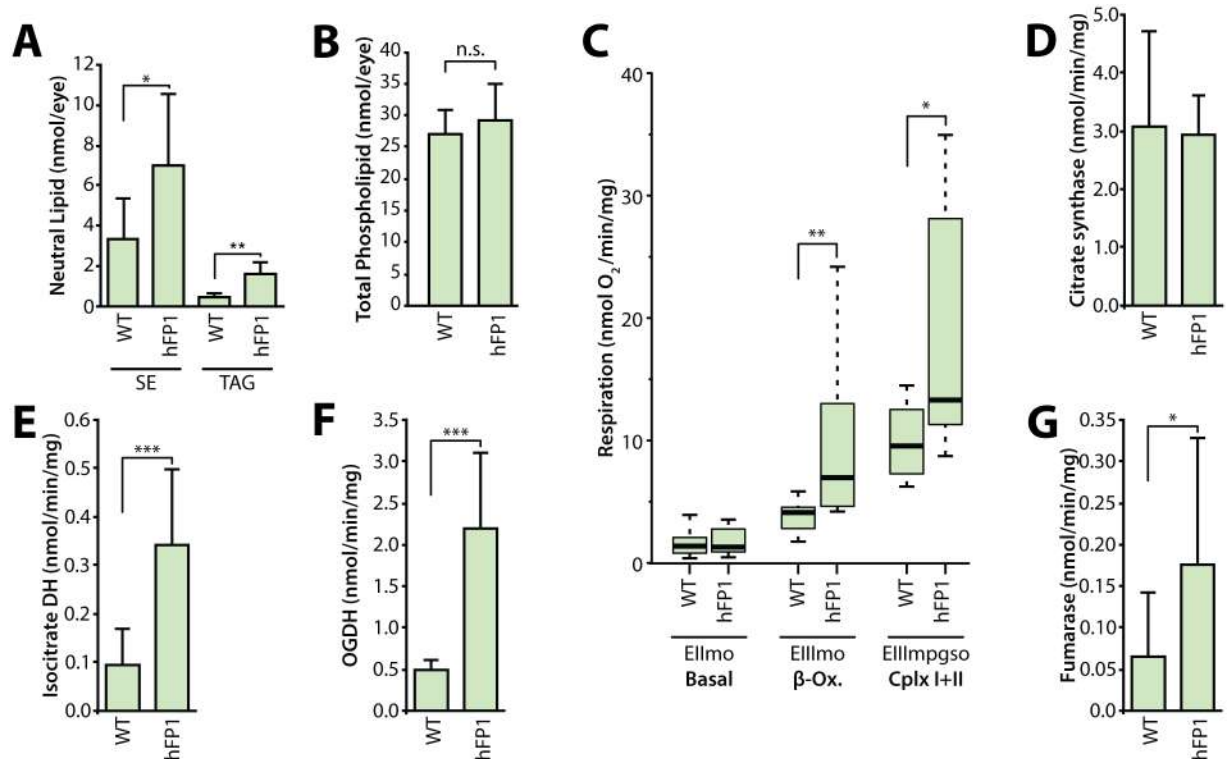 A
Neutral Lipid (nmol/eye)
12
10
8
6
4
2
0
*
**
WT
hFP1
WT
hFP1
SE
TAG
B
Total Phospholipid (nmol/eye)
40
35
30
25
20
15
10
5
0
n.s.
WT
hFP1
C
Respiration (nmol O₂/min/mg)
40
30
20
10
0
**
*
WT
hFP1
WT
hFP1
WT
hFP1
EIImo
EIIImo
EIIImpgso
Basal
β-Ox.
Cplx I+II
D
Citrate synthase (nmol/min/mg)
5.0
4.0
3.0
2.0
1.0
0.0
WT
hFP1
E
Isocitrate DH (nmol/min/mg)
0.6
0.5
0.4
0.3
0.2
0.1
0.0
***
WT
hFP1
F
OGDH (nmol/min/mg)
3.5
3.0
2.5
2.0
1.5
1.0
0.5
0.0
***
WT
hFP1
G
Fumarase (nmol/min/mg)
0.35
0.30
0.25
0.20
0.15
0.10
0.05
0.0
*
WT
hFP1